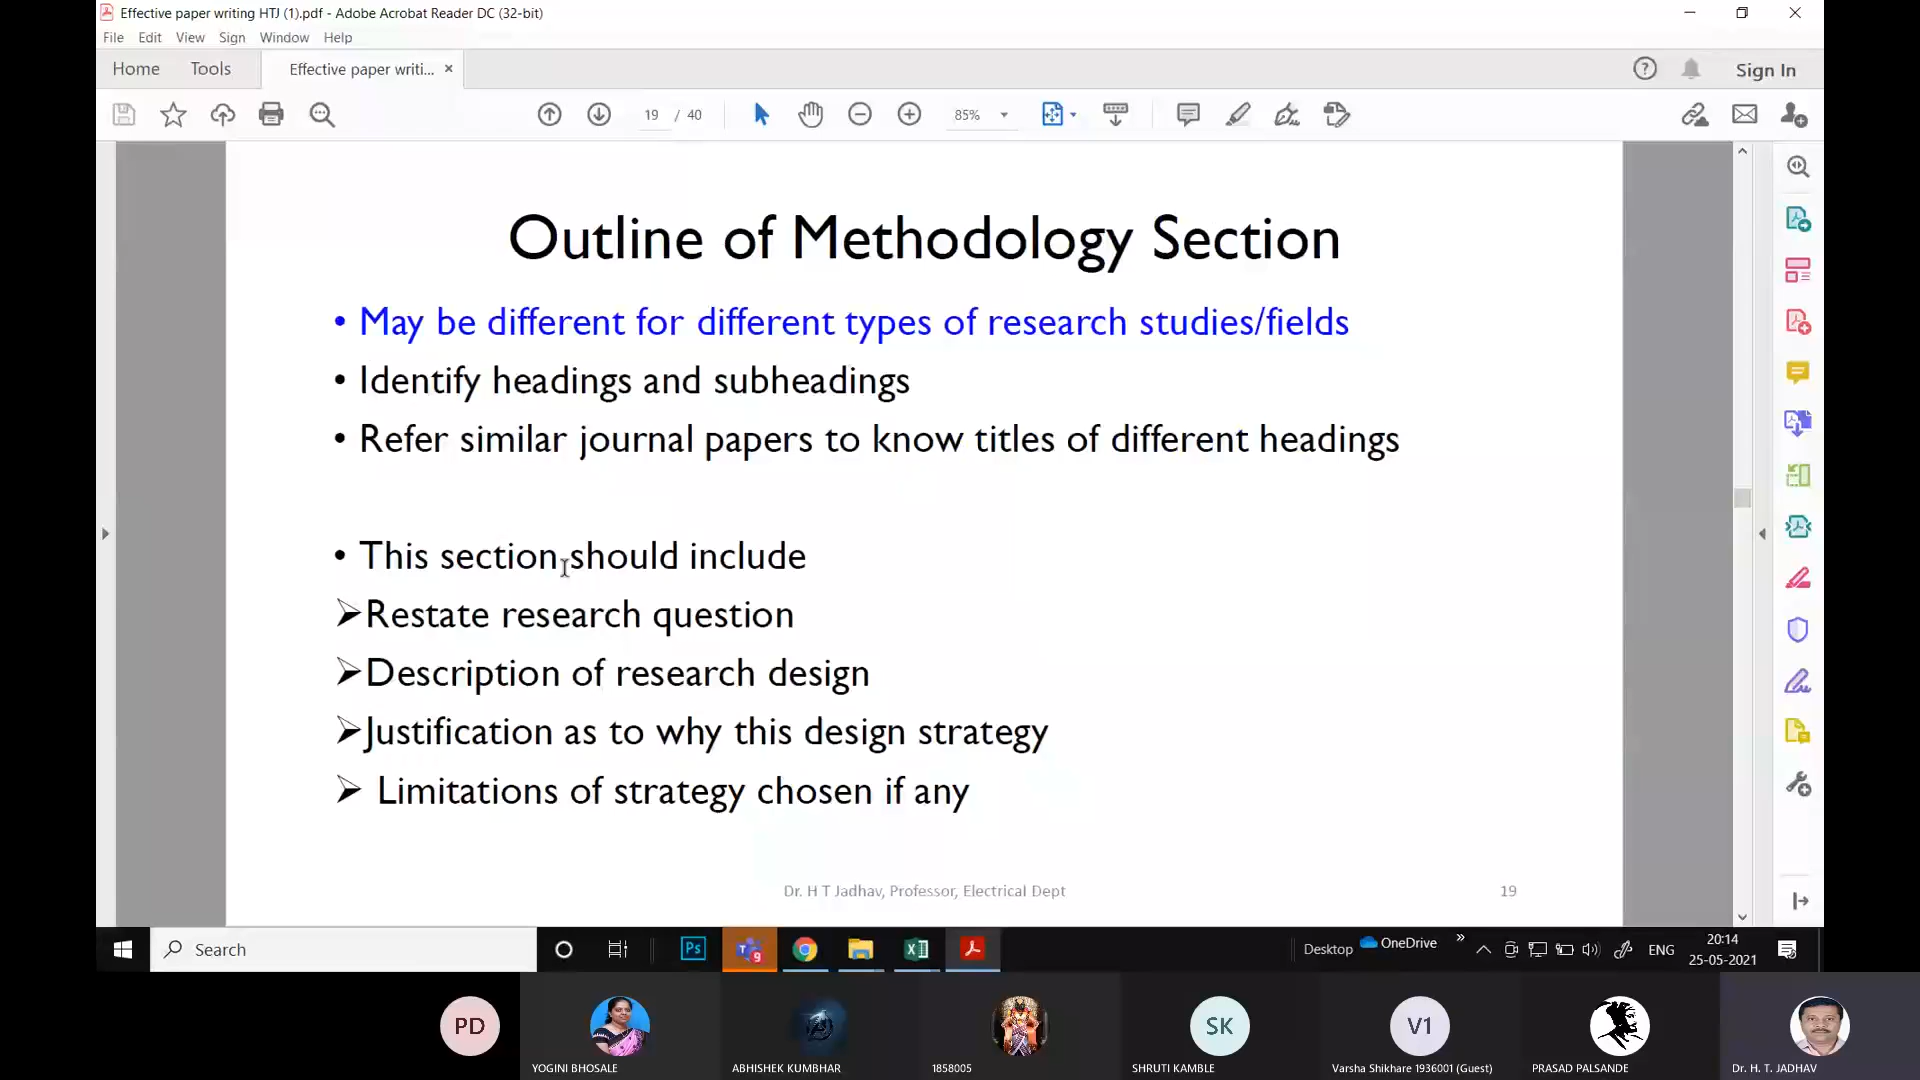 Effective paper writing HTJ (1).pdf - Adobe Acrobat Reader DC (32-bit)
File Edit View Sign Window Help
Home Tools Effective paper writi... × Sign In
19 / 40 85%
Outline of Methodology Section
• May be different for different types of research studies/fields
• Identify headings and subheadings
• Refer similar journal papers to know titles of different headings
• This section should include
➢Restate research question
➢Description of research design
➢Justification as to why this design strategy
➢ Limitations of strategy chosen if any
Dr. H T Jadhav, Professor, Electrical Dept 19
Search Ps T 9 Desktop OneDrive » ENG 20:14
25-05-2021
PD SK V1
YOGINI BHOSALE ABHISHEK KUMBHAR 1858005 SHRUTI KAMBLE Varsha Shikhare 1936001 (Guest) PRASAD PALSANDE Dr. H. T. JADHAV